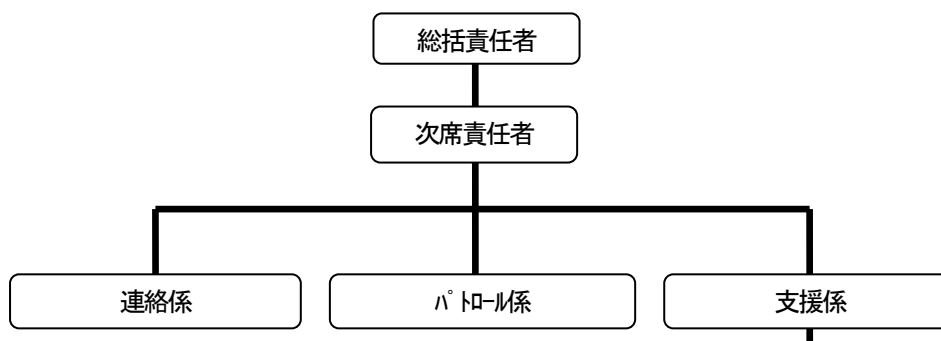 総括責任者
次席責任者
連絡係
ﾊﾟﾄﾛｰﾙ係
支援係